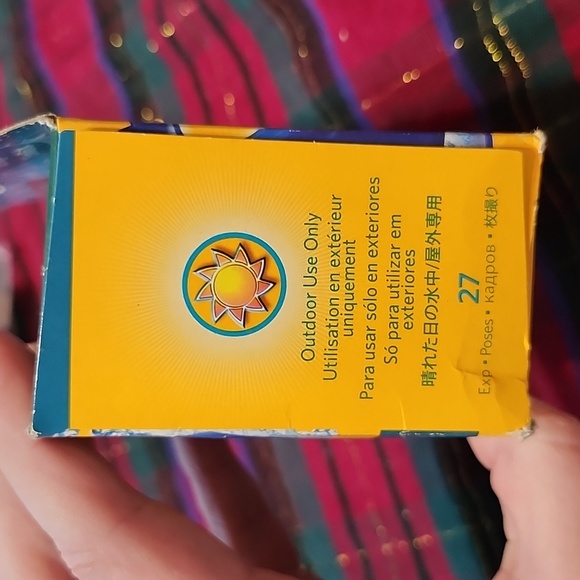 Outdoor Use Only
Utilisation en extérieur
uniquement
Para usar sólo en exteriores
Só para utilizar em
exteriores
晴れた日の水中/屋外専用
27
Exp • Poses • кадров • 枚撮り